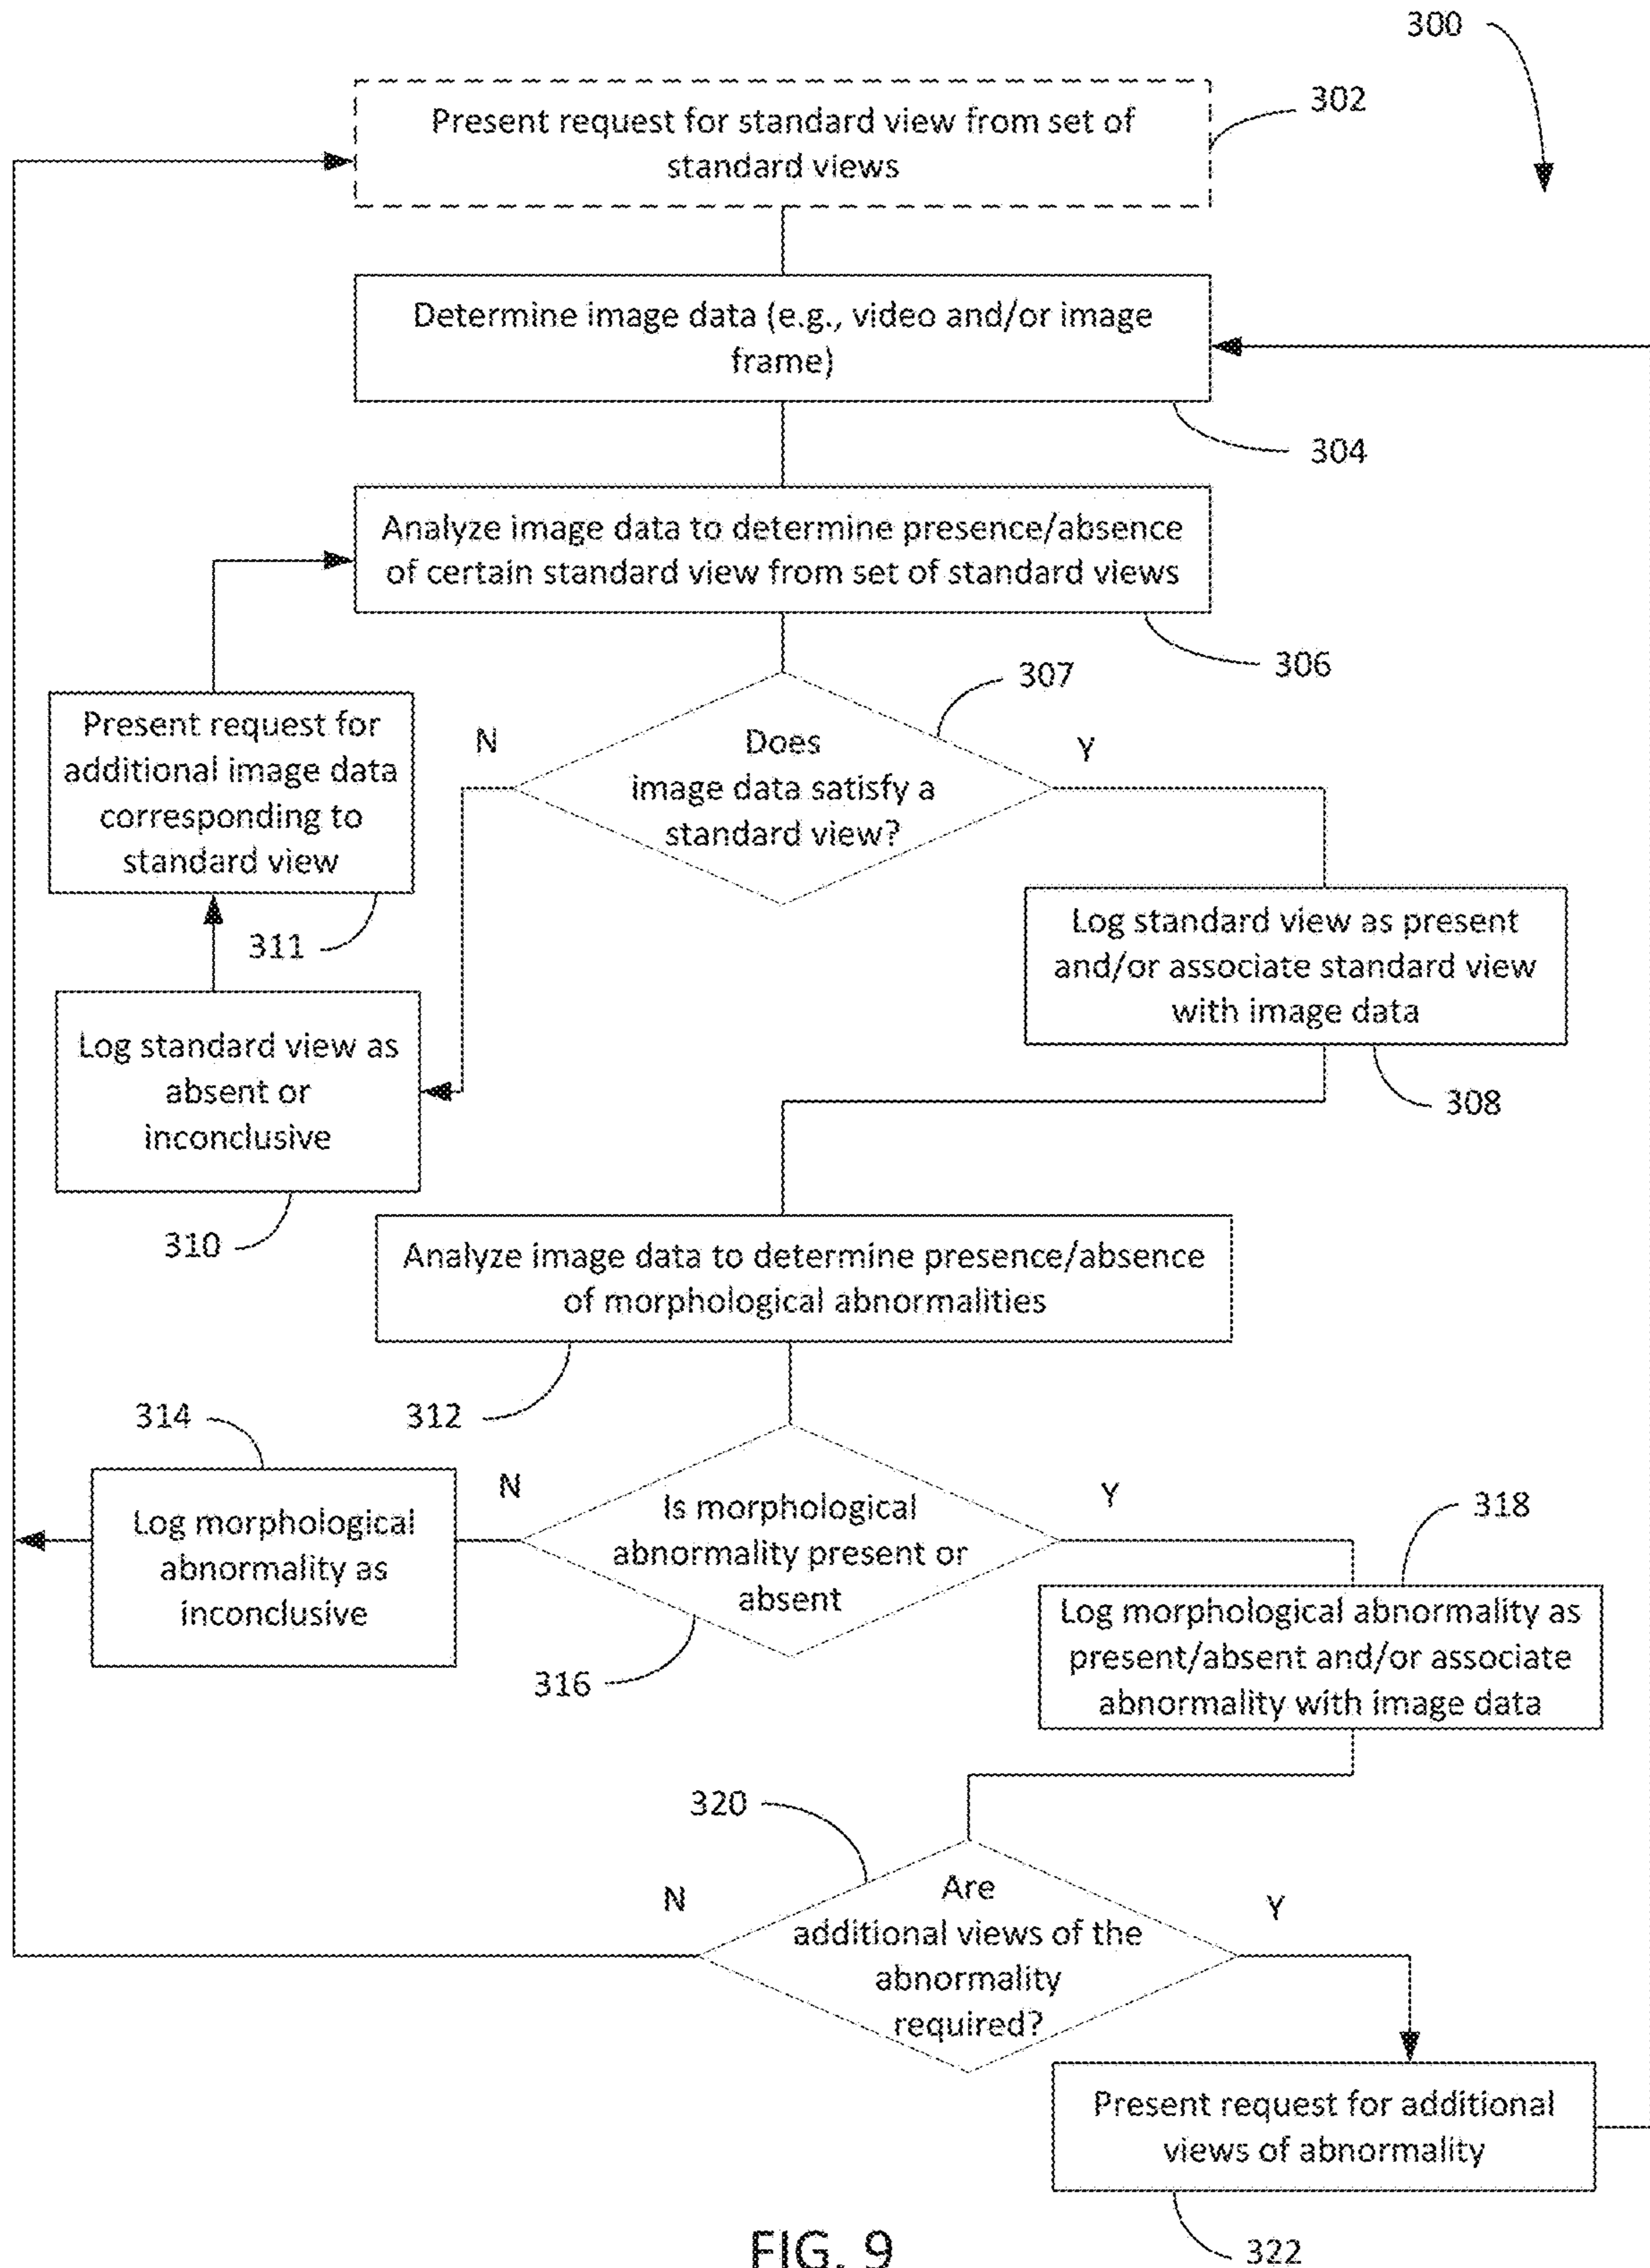 300
302
Present request for standard view from set of
standard views
Determine image data (e.g., video and/or image
frame)
304
Analyze image data to determine presence/absence
of certain standard view from set of standard views
306
307
Does
image data satisfy a
standard view?
N
Y
Present request for
additional image data
corresponding to
standard view
311
Log standard view as present
and/or associate standard view
with image data
308
Log standard view as
absent or
inconclusive
310
Analyze image data to determine presence/absence
of morphological abnormalities
312
314
N
Y
Is morphological
abnormality present or
absent
316
Log morphological
abnormality as
inconclusive
318
Log morphological abnormality as
present/absent and/or associate
abnormality with image data
320
N
Y
Are
additional views of the
abnormality
required?
Present request for additional
views of abnormality
322
FIG. 9